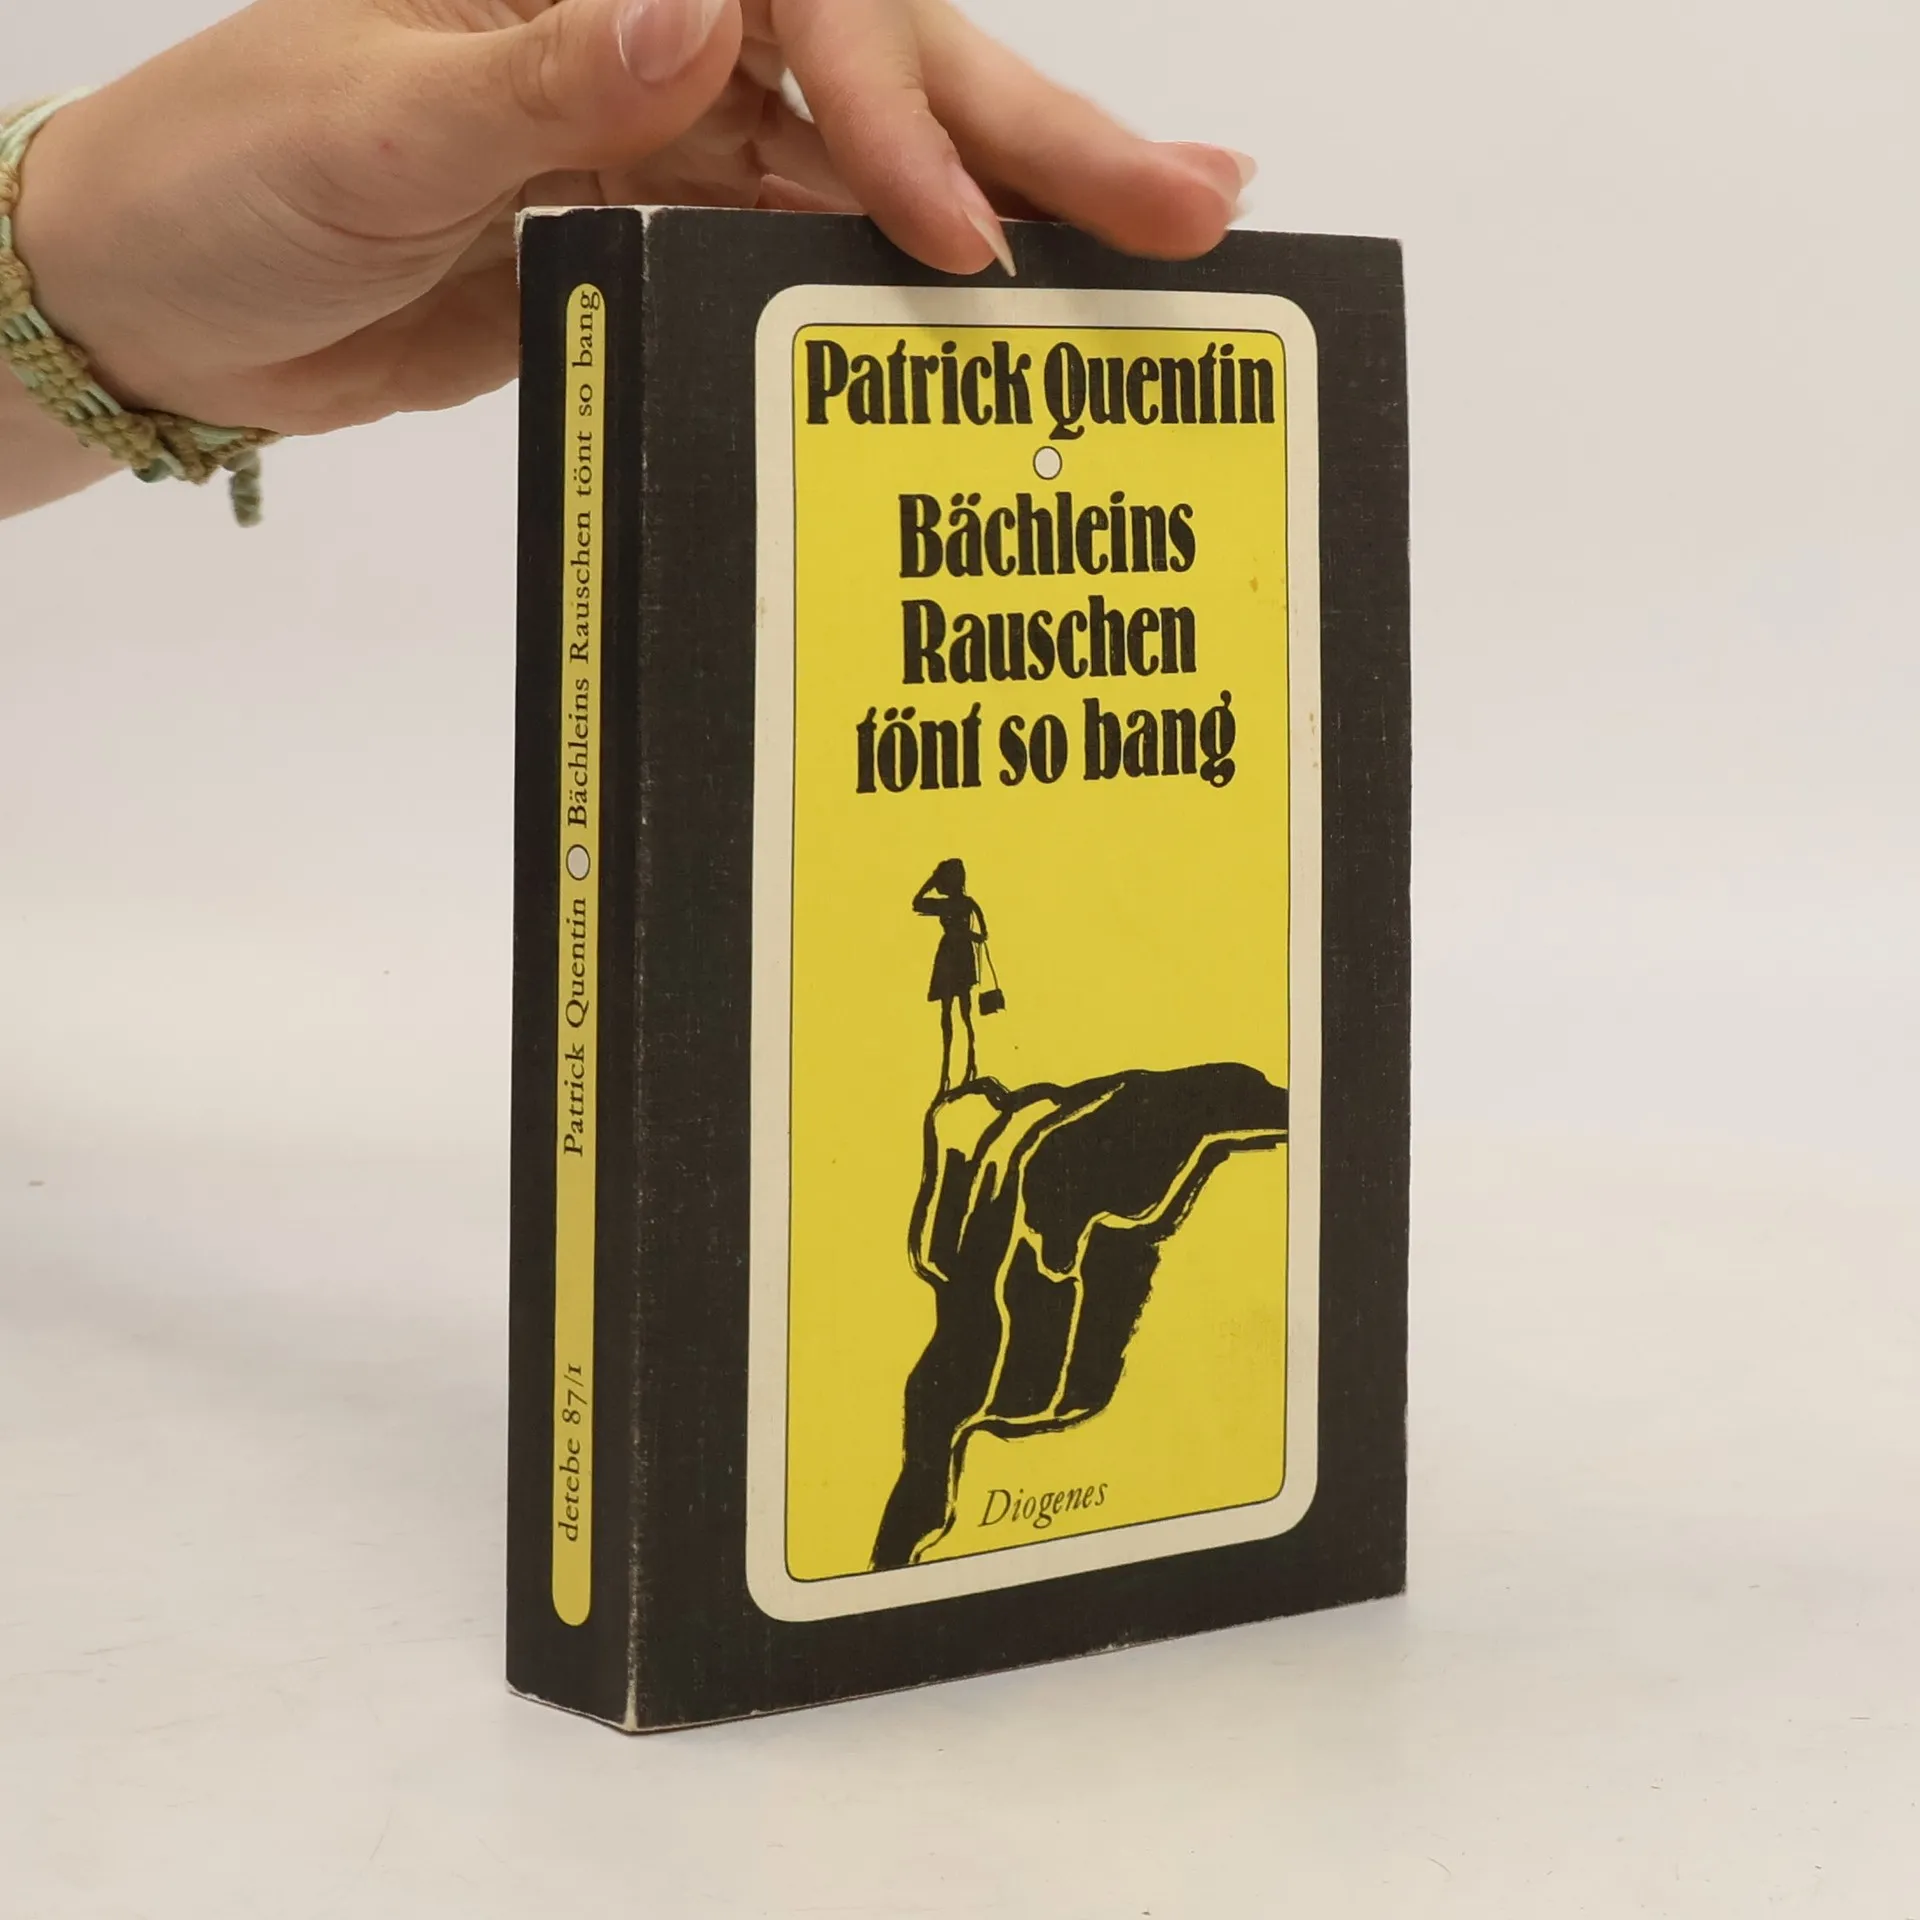 Patrick Quentin
Bächleins
Rauschen
tönt so bang
Diogenes
Patrick Quentin Bächleins Rauschen tönt so bang
detebe 87/1